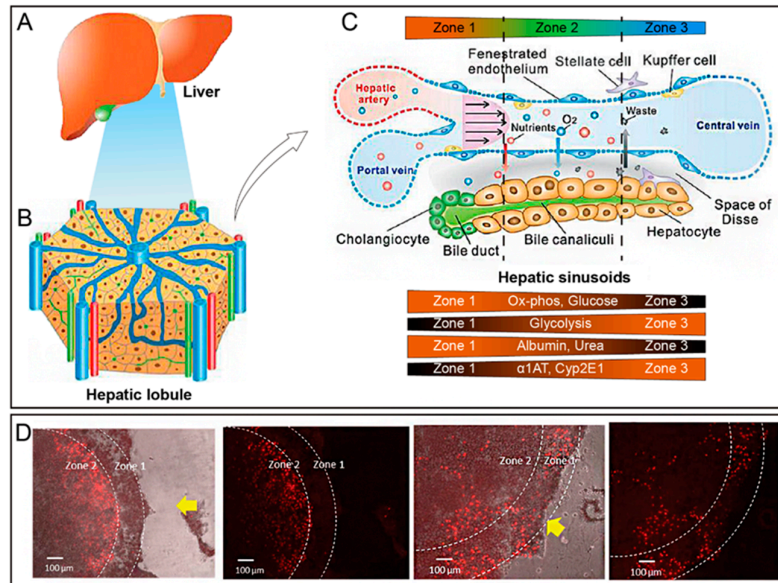 A
Liver
B
Hepatic lobule
C
Zone 1
Zone 2
Zone 3
Fenestrated
endothelium
Stellate cell
Kupffer cell
Hepatic
artery
Nutrients
O2
Waste
Central vein
Portal vein
Space of
Disse
Cholangiocyte
Bile duct
Bile canaliculi
Hepatocyte
Hepatic sinusoids
Zone 1 Ox-phos, Glucose Zone 3
Zone 1 Glycolysis Zone 3
Zone 1 Albumin, Urea Zone 3
Zone 1 α1AT, Cyp2E1 Zone 3
D
Zone 2 Zone 1
100 µm
Zone 2 Zone 1
100 µm
Zone 2 Zone 1
100 µm
100 µm